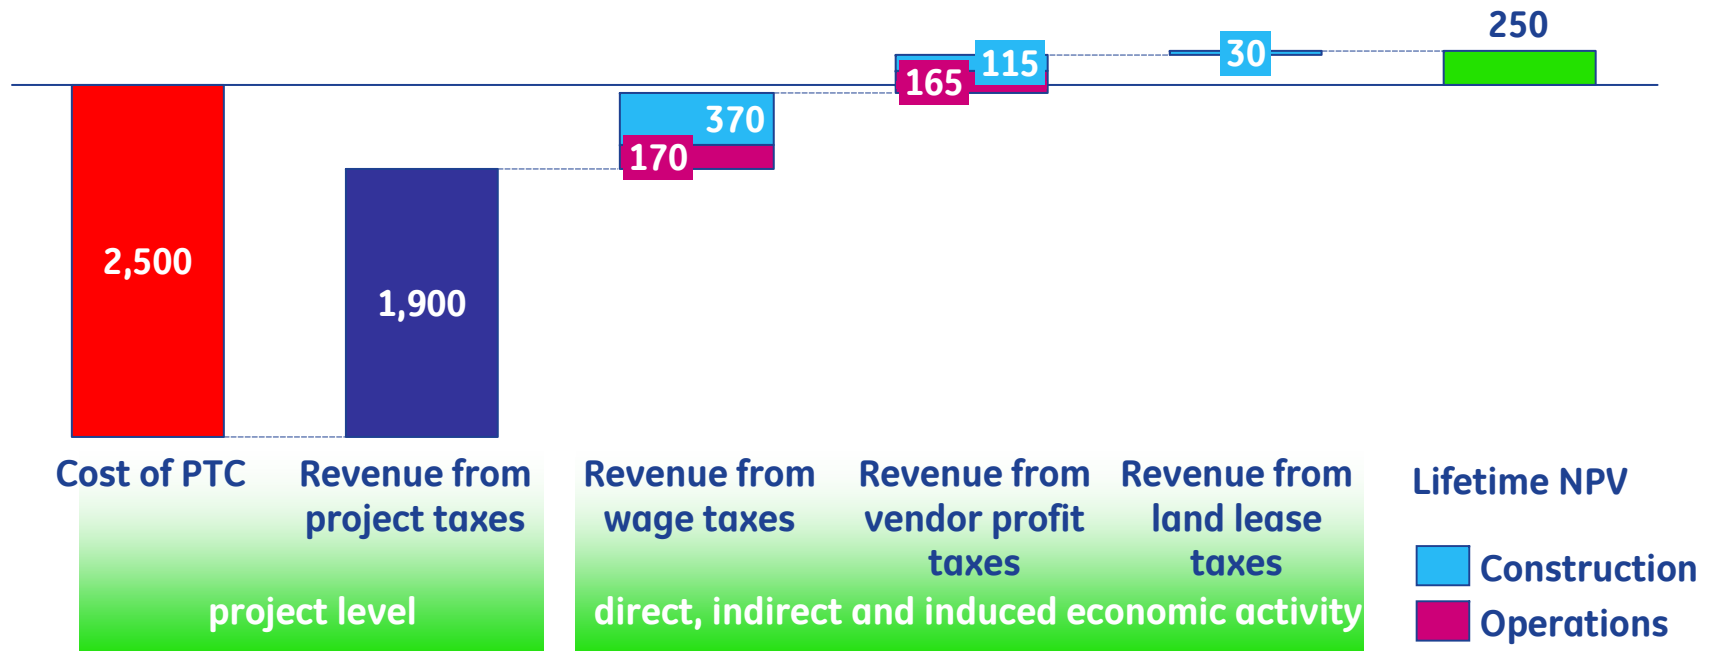 250
115
30
165
370
170
2,500
1,900
Cost of PTC
Revenue from
project taxes
Revenue from
wage taxes
Revenue from
vendor profit
taxes
Revenue from
land lease
taxes
Lifetime NPV
project level
direct, indirect and induced economic activity
Construction
Operations